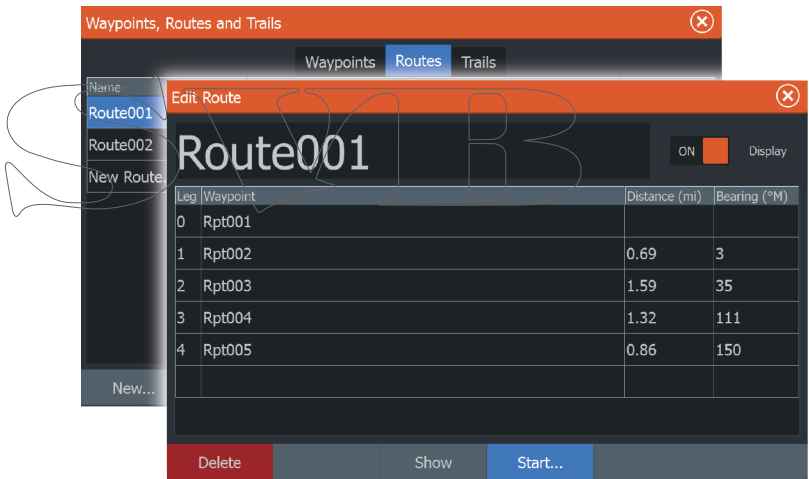 Waypoints, Routes and Trails
Waypoints Routes Trails
Name
Route001
Route002
New Route.
New...
Edit Route
Route001
ON Display
Leg Waypoint Distance (mi) Bearing (°M)
0 Rpt001
1 Rpt002 0.69 3
2 Rpt003 1.59 35
3 Rpt004 1.32 111
4 Rpt005 0.86 150
Delete Show Start...